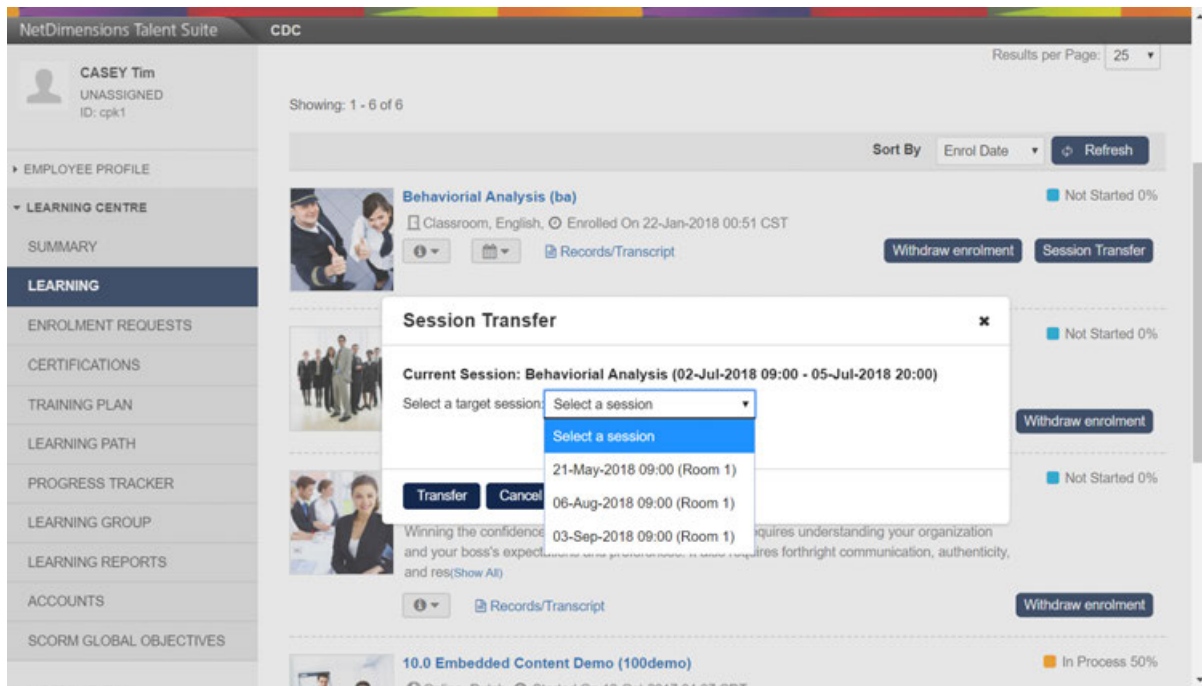 NetDimensions Talent Suite CDC
CASEY Tim
UNASSIGNED
ID: cpk1
EMPLOYEE PROFILE
LEARNING CENTRE
SUMMARY
LEARNING
ENROLMENT REQUESTS
CERTIFICATIONS
TRAINING PLAN
LEARNING PATH
PROGRESS TRACKER
LEARNING GROUP
LEARNING REPORTS
ACCOUNTS
SCORM GLOBAL OBJECTIVES
Results per Page: 25
Showing: 1 - 6 of 6
Sort By Enrol Date Refresh
Behaviorial Analysis (ba) Not Started 0%
Classroom, English, Enrolled On 22-Jan-2018 00:51 CST
Records/Transcript Withdraw enrolment Session Transfer
Not Started 0%
Withdraw enrolment
Session Transfer
Current Session: Behaviorial Analysis (02-Jul-2018 09:00 - 05-Jul-2018 20:00)
Select a target session: Select a session
Select a session
21-May-2018 09:00 (Room 1)
06-Aug-2018 09:00 (Room 1)
03-Sep-2018 09:00 (Room 1)
Transfer Cancel
Not Started 0%
Winning the confidence requires understanding your organization
and your boss's requires forthright communication, authenticity,
and res(Show All)
Records/Transcript Withdraw enrolment
10.0 Embedded Content Demo (100demo) In Process 50%